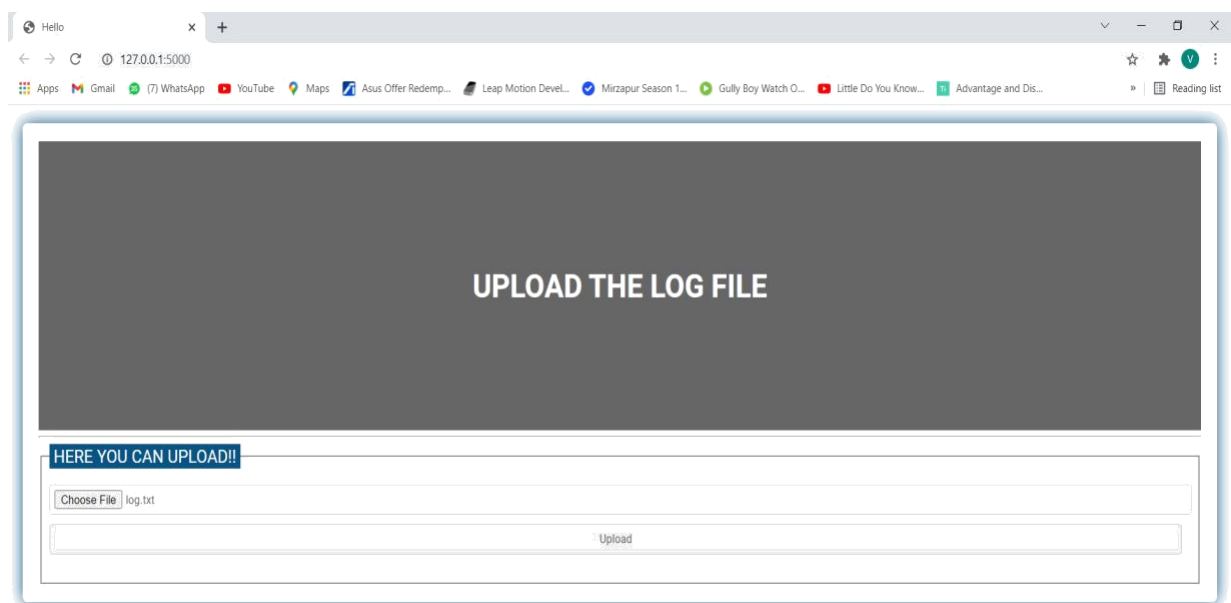 Hello
127.0.0.1:5000
V
Apps Gmail (7) WhatsApp YouTube Maps Asus Offer Redemp... Leap Motion Devel... Mirzapur Season 1... Gully Boy Watch O... Little Do You Know... Advantage and Dis... » Reading list
UPLOAD THE LOG FILE
HERE YOU CAN UPLOAD!!
Choose File log.txt
Upload